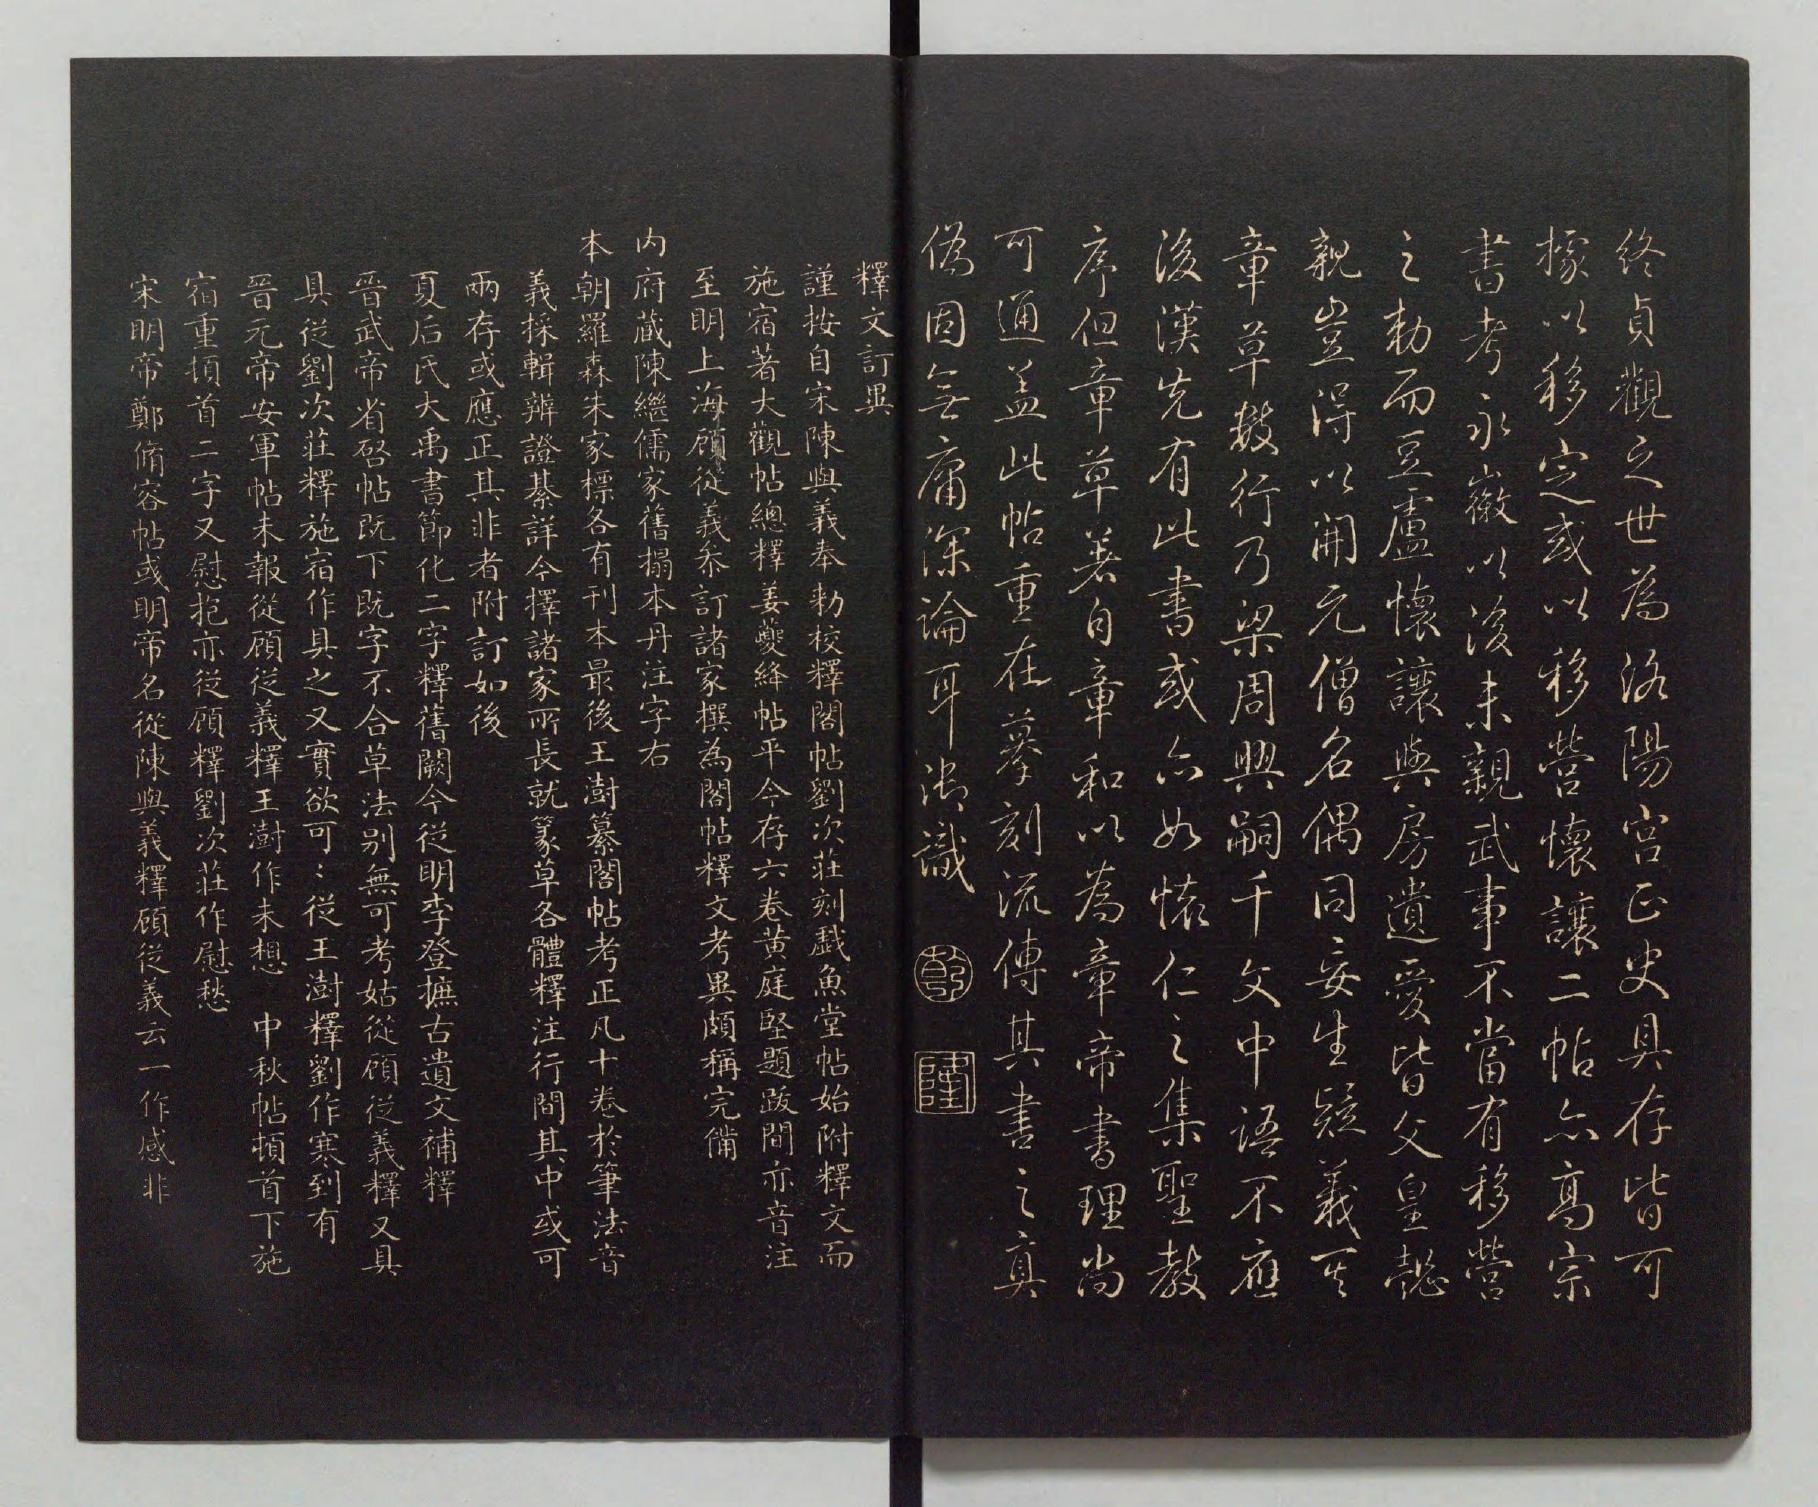 終貞觀之世為洛陽宮正史具存皆可
據以移定或以移營懷讓二帖亦高宗
書考永徽以後未親武事不當有移營
之勅而豆盧懷讓與房遺愛皆父皇懿
親豈得以開元僧名偶同妄生疑義至
章草數行乃梁周興嗣千文中語不應
後漢先有此書或亦如懷仁之集聖教
序但章草著自章和以為章帝書理尚
可通蓋此帖重在摹刻流傳其書之真
偽固無庸深論耳御識
乾
隆
釋文訂異
謹按自宋陳與義奉勅校釋閣帖劉次莊刻戲魚堂帖始附釋文而
施宿著大觀帖總釋姜夔絳帖平今存六卷黃庭堅題跋間亦音注
至明上海顧從義叅訂諸家撰為閣帖釋文考異頗稱完備
內府藏陳繼儒家舊搨本丹注字右
本朝羅森朱家標各有刊本最後王澍纂閣帖考正凡十卷於筆法音
義採輯辨證綦詳今擇諸家所長就篆草各體釋注行間其中或可
兩存或應正其非者附訂如後
夏后氏大禹書節化二字釋舊闕今從明李登摭古遺文補釋
晉武帝省啓帖既下既字不合草法別無可考姑從顧從義釋又具
具從劉次莊釋施宿作具之又實欲可〻從王澍釋劉作寒到有
晉元帝安軍帖未報從顧從義釋王澍作未想 中秋帖頓首下施
宿重頓首二字又慰抱亦從顧釋劉次莊作慰愁
宋明帝鄭脩容帖或明帝名從陳與義釋顧從義云一作感非